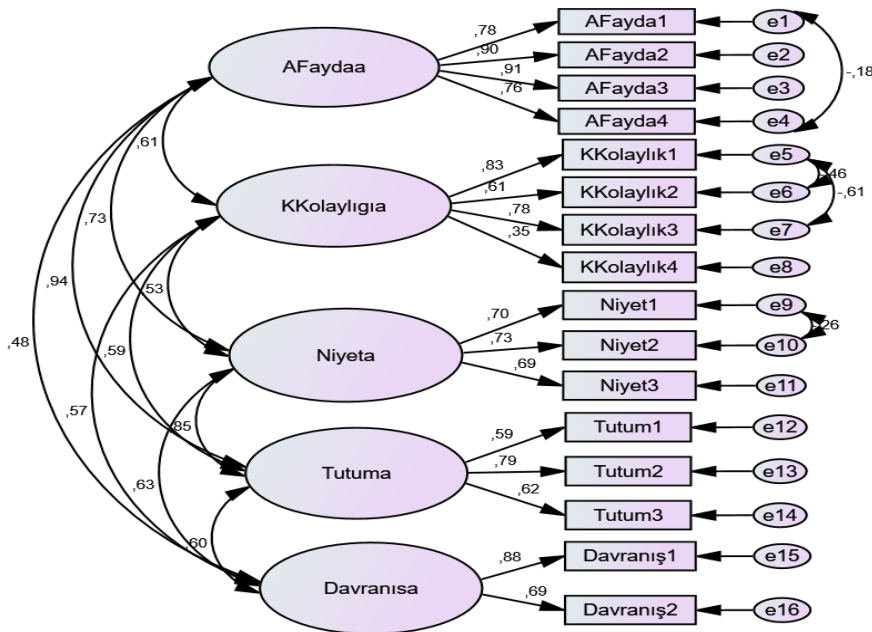 ,78
AFayda1
e1
,90
AFayda2
e2
AFaydaa
,91
AFayda3
e3
-,18
,76
AFayda4
e4
,61
,83
KKolaylık1
e5
,46
,61
KKolaylık2
e6
-,61
KKolaylıgıa
,78
KKolaylık3
e7
,73
,35
KKolaylık4
e8
,94
,53
,70
Niyet1
e9
,26
,48
,59
Niyeta
,73
Niyet2
e10
,69
Niyet3
e11
,57
,85
,59
Tutum1
e12
,63
Tutuma
,79
Tutum2
e13
,62
Tutum3
e14
,60
,88
Davranış1
e15
Davranısa
,69
Davranış2
e16